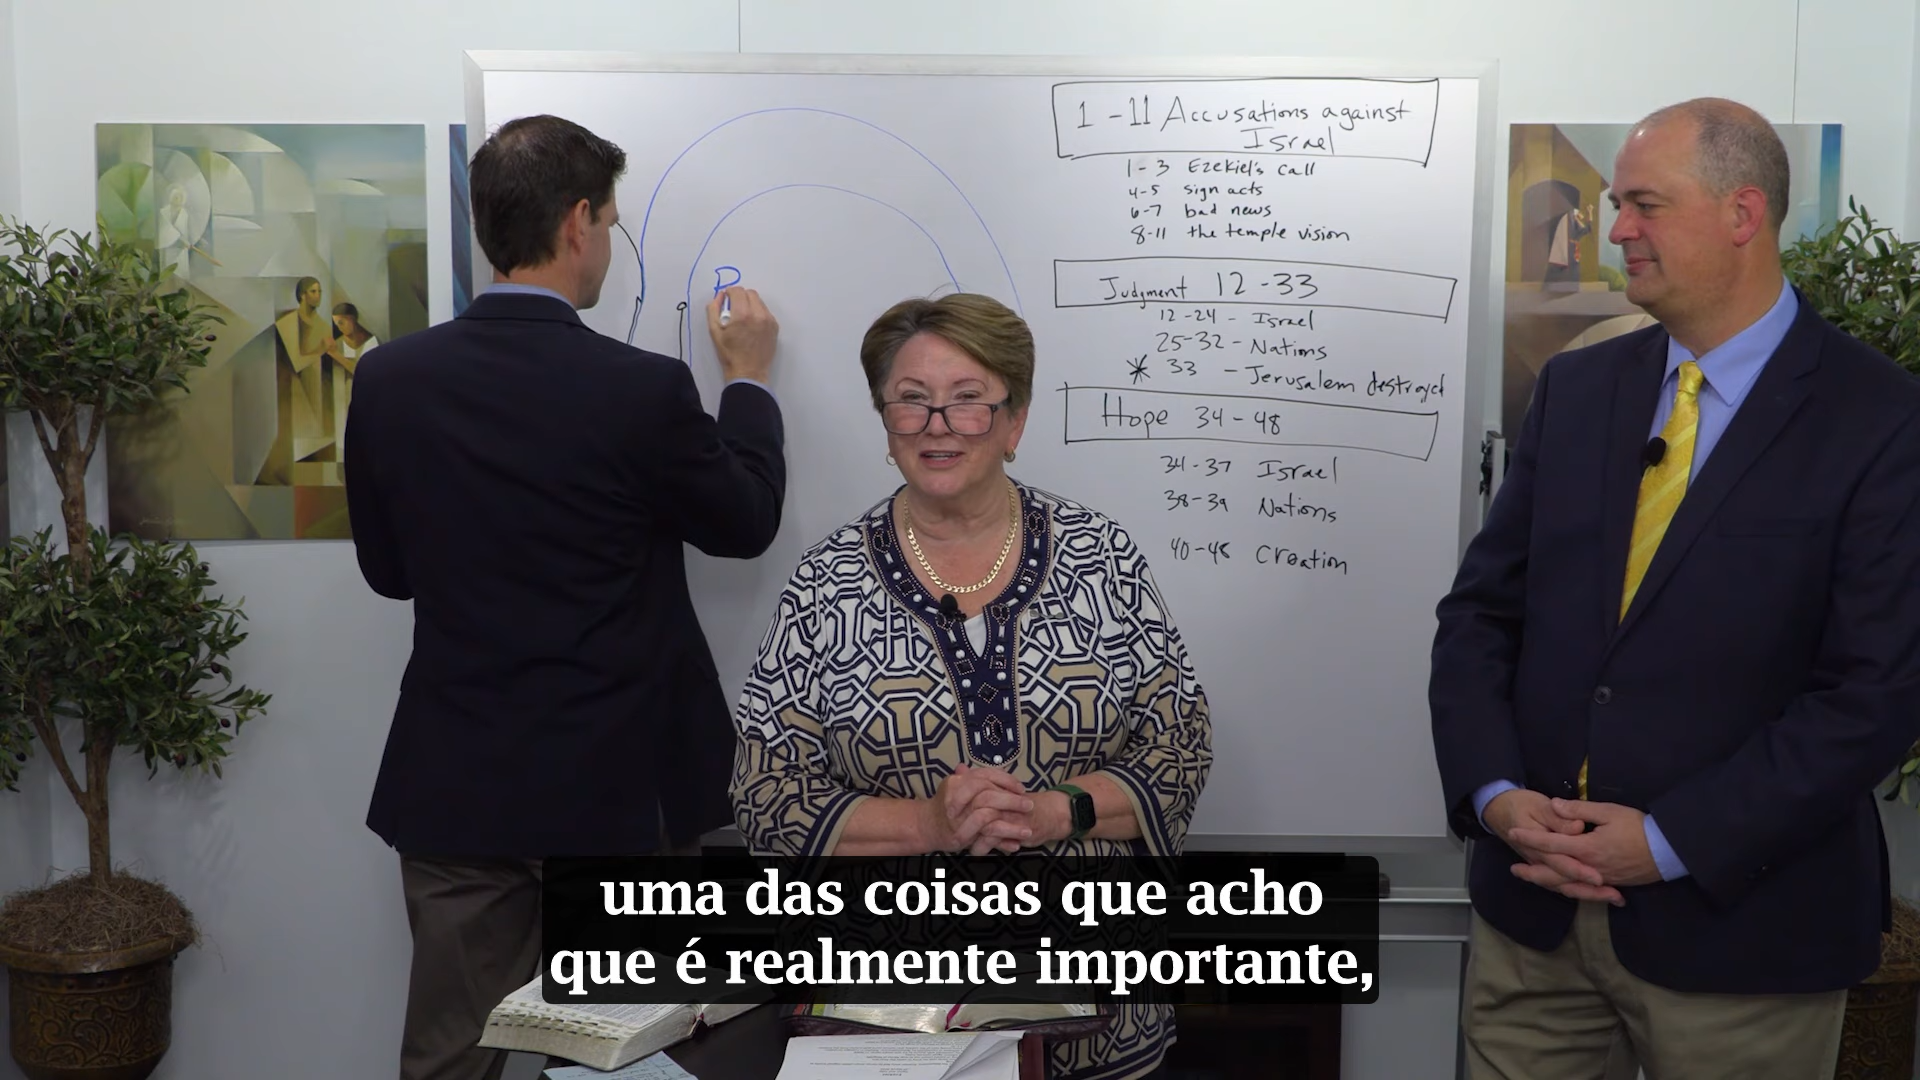 1-11 Accusations against
Israel
1-3 Ezekiel's call
4-5 sign acts
6-7 bad news
8-11 the temple vision
Judgment 12-33
12-24 - Israel
25-32 - Nations
* 33 - Jerusalem destroyed
Hope 34-48
34-37 Israel
38-39 Nations
40-48 Creation
P
uma das coisas que acho
que é realmente importante,